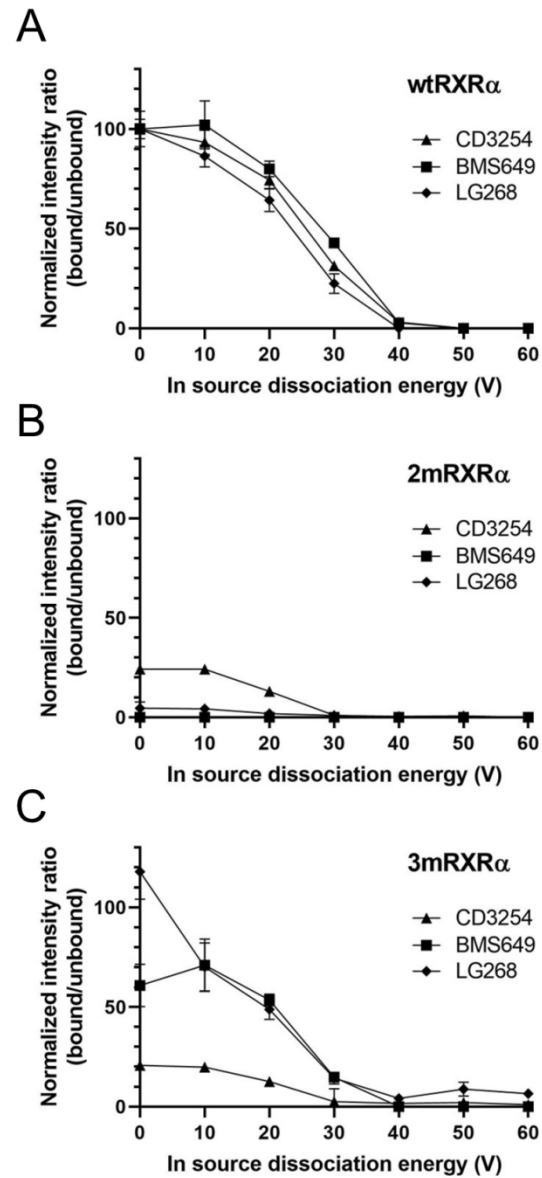 A
Normalized intensity ratio
(bound/unbound)
100
50
0
wtRXRα
CD3254
BMS649
LG268
0 10 20 30 40 50 60
In source dissociation energy (V)
B
Normalized intensity ratio
(bound/unbound)
100
50
0
2mRXRα
CD3254
BMS649
LG268
0 10 20 30 40 50 60
In source dissociation energy (V)
C
Normalized intensity ratio
(bound/unbound)
100
50
0
3mRXRα
CD3254
BMS649
LG268
0 10 20 30 40 50 60
In source dissociation energy (V)